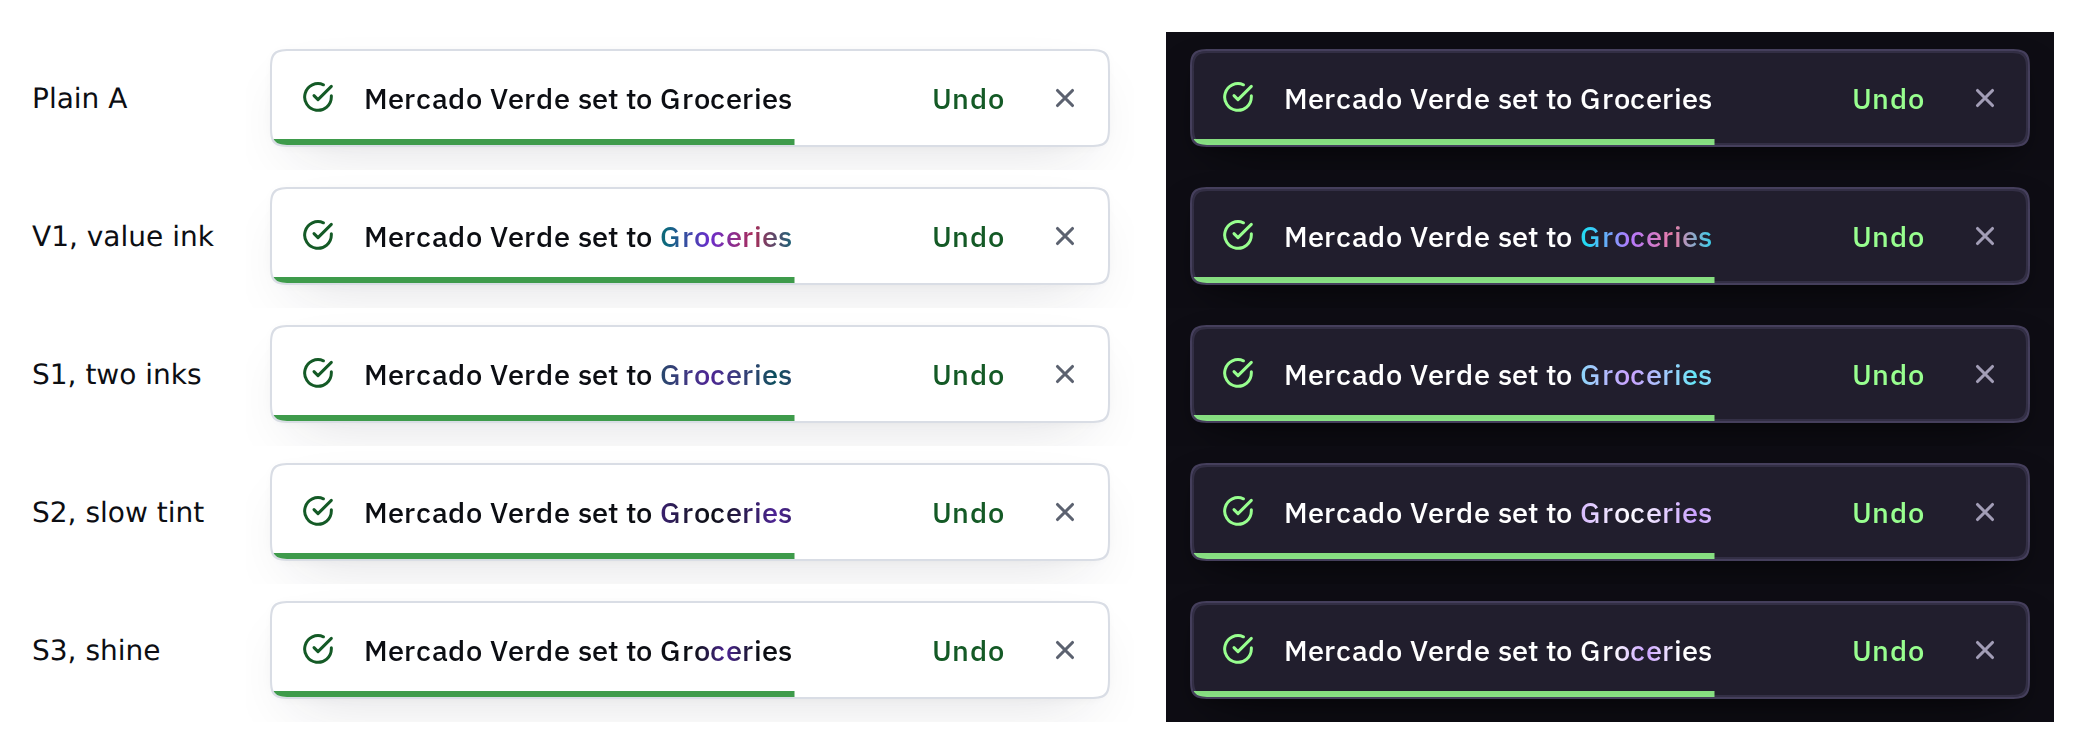 Plain A Mercado Verde set to Groceries Undo Mercado Verde set to Groceries Undo
V1, value ink Mercado Verde set to Groceries Undo Mercado Verde set to Groceries Undo
S1, two inks Mercado Verde set to Groceries Undo Mercado Verde set to Groceries Undo
S2, slow tint Mercado Verde set to Groceries Undo Mercado Verde set to Groceries Undo
S3, shine Mercado Verde set to Groceries Undo Mercado Verde set to Groceries Undo